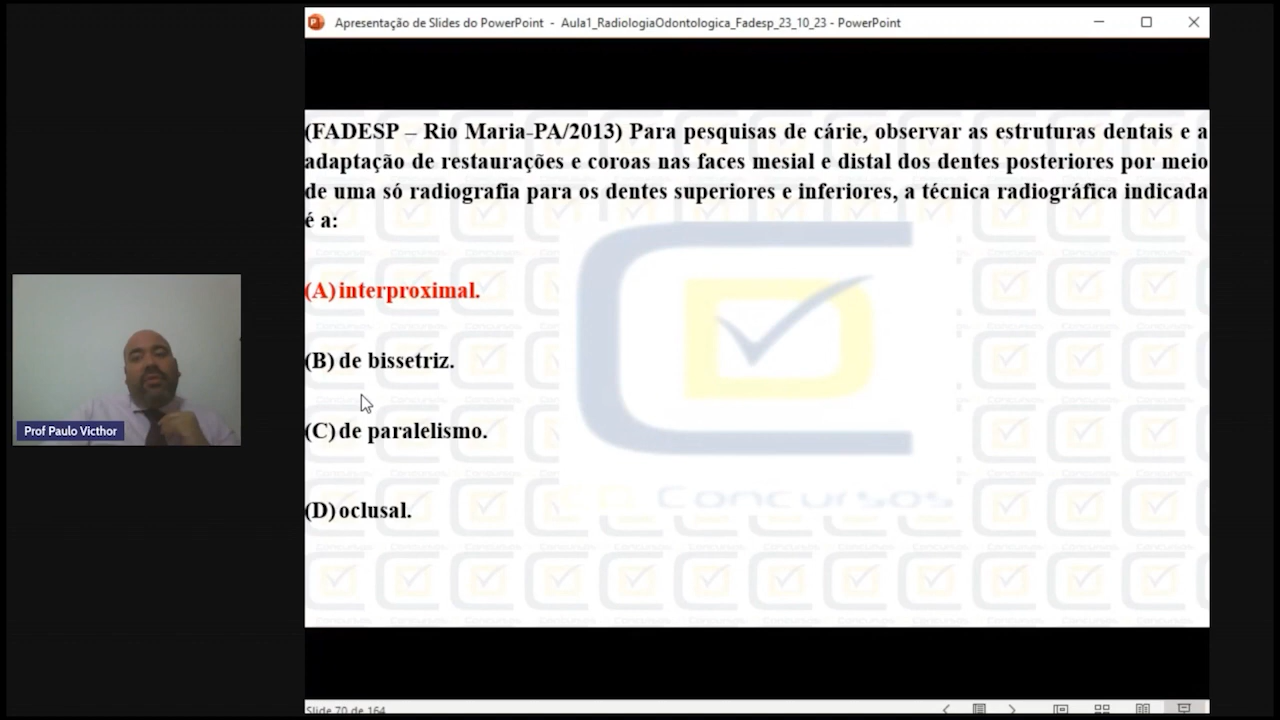 Apresentação de Slides do PowerPoint - Aula1_RadiologiaOdontologica_Fadesp_23_10_23 - PowerPoint
(FADESP – Rio Maria-PA/2013) Para pesquisas de cárie, observar as estruturas dentais e a
adaptação de restaurações e coroas nas faces mesial e distal dos dentes posteriores por meio
de uma só radiografia para os dentes superiores e inferiores, a técnica radiográfica indicada
é a:
(A) interproximal.
(B) de bissetriz.
(C) de paralelismo.
(D) oclusal.
Concursos
Prof Paulo Victhor
Slide 70 de 164